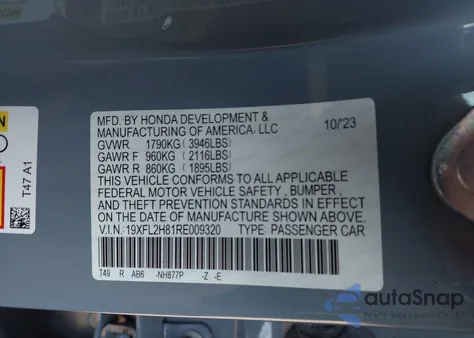 MFD. BY HONDA DEVELOPMENT &
MANUFACTURING OF AMERICA, LLC 10/'23
GVWR 1790KG (3946LBS)
GAWR F 960KG (2116LBS)
GAWR R 860KG (1895LBS)
THIS VEHICLE CONFORMS TO ALL APPLICABLE
FEDERAL MOTOR VEHICLE SAFETY, BUMPER,
AND THEFT PREVENTION STANDARDS IN EFFECT
ON THE DATE OF MANUFACTURE SHOWN ABOVE.
V.I.N.: 19XFL2H81RE009320 TYPE: PASSENGER CAR
T49 R AB6 -NH877P -Z -E
T47 A1
autoSnap